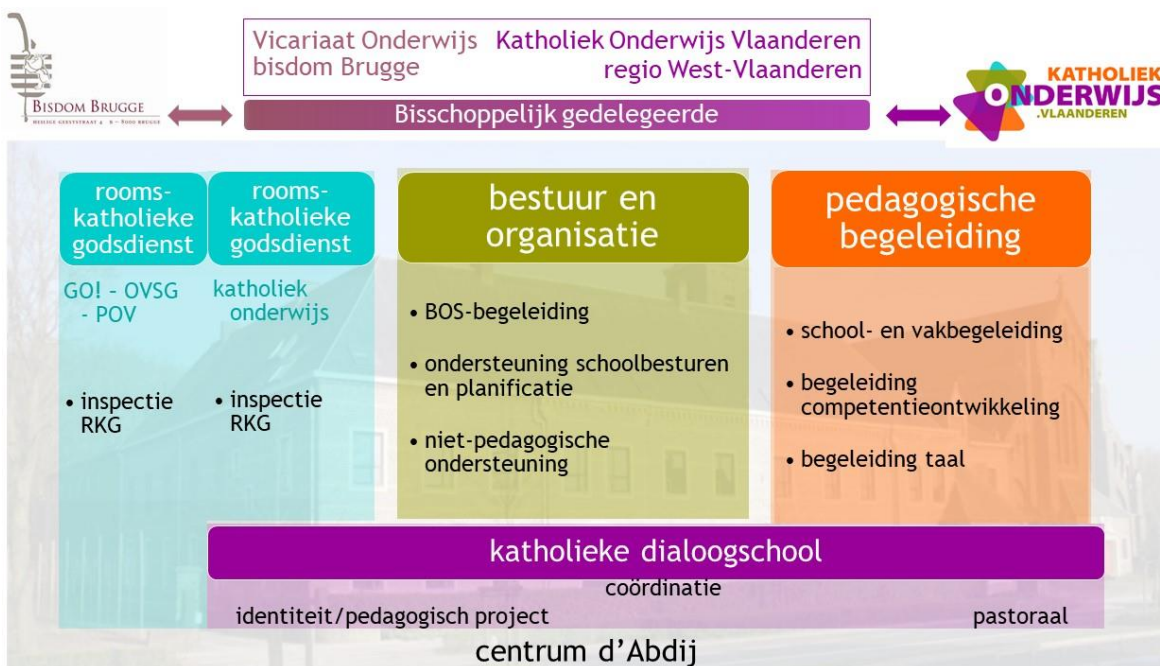 Vicariaat Onderwijs
bisdom Brugge
Katholiek Onderwijs Vlaanderen
regio West-Vlaanderen
BISDOM BRUGGE
Bisschoppelijk gedelegeerde
KATHOLIEK
ONDERWIJS
.VLAANDEREN
rooms-
katholieke
godsdienst
GO! - OVSG
- POV
• inspectie
RKG
rooms-
katholieke
godsdienst
katholiek
onderwijs
• inspectie
RKG
bestuur en
organisatie
• BOS-begeleiding
• ondersteuning schoolbesturen
en planificatie
• niet-pedagogische
ondersteuning
pedagogische
begeleiding
• school- en vakbegeleiding
• begeleiding
competentieontwikkeling
• begeleiding taal
katholieke dialoogschool
coördinatie
identiteit/pedagogisch project
pastoraal
centrum d'Abdij